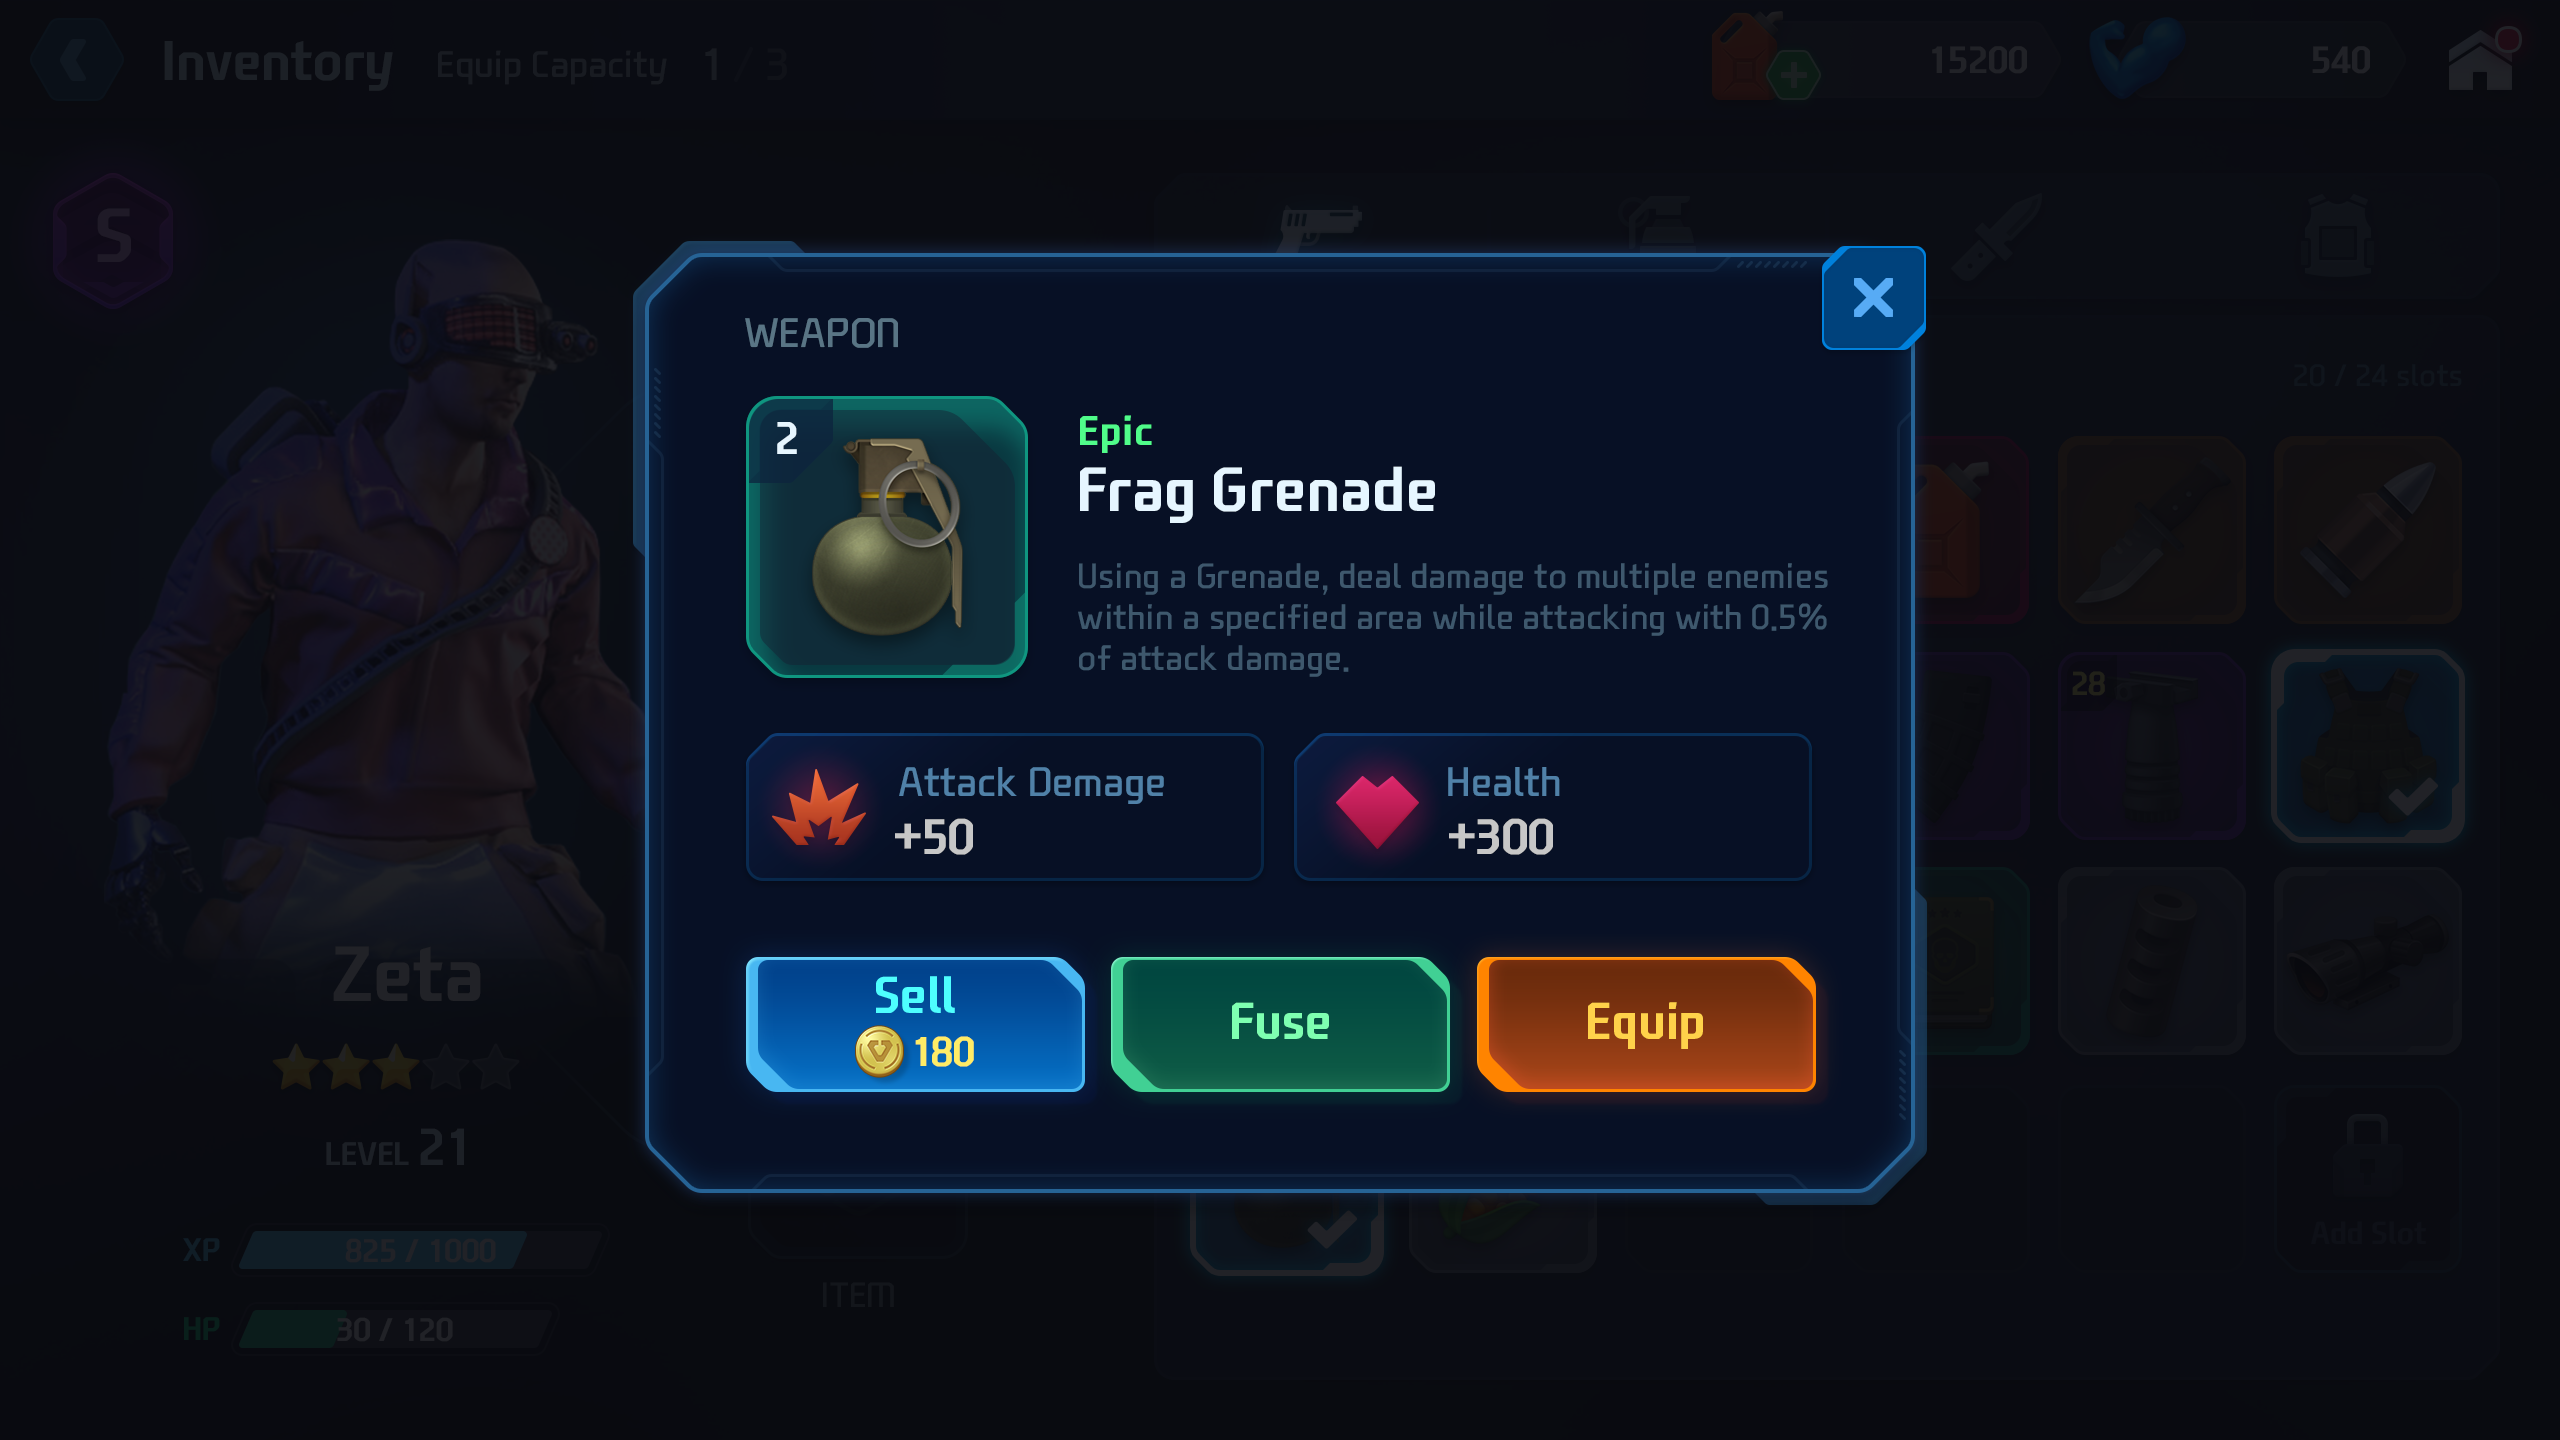 Inventory Equip Capacity 1 / 3
15200
540
S
20 / 24 slots
WEAPON
2
Epic
Frag Grenade
Using a Grenade, deal damage to multiple enemies
within a specified area while attacking with 0.5%
of attack damage.
Attack Demage
+50
Health
+300
Sell
180
Fuse
Equip
28
Zeta
LEVEL 21
XP 825 / 1000
HP 30 / 120
ITEM
Add Slot